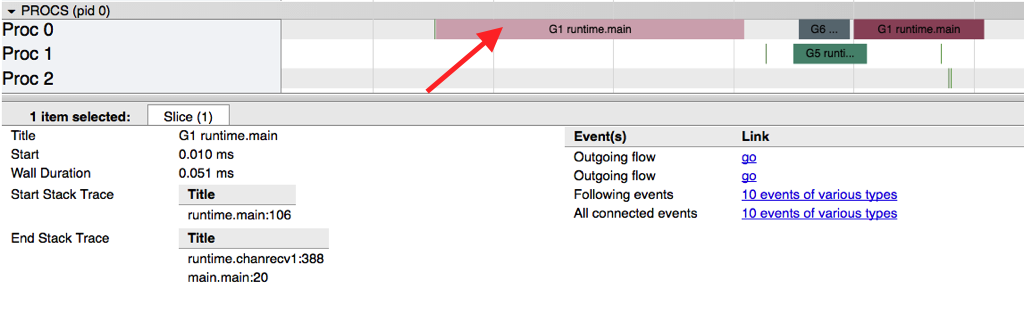 PROCS (pid 0)
Proc 0 G1 runtime.main G6 ... G1 runtime.main
Proc 1 G5 runti...
Proc 2
1 item selected: Slice (1)
Title G1 runtime.main
Start 0.010 ms
Wall Duration 0.051 ms
Start Stack Trace Title
runtime.main:106
End Stack Trace Title
runtime.chanrecv1:388
main.main:20
Event(s) Link
Outgoing flow go
Outgoing flow go
Following events 10 events of various types
All connected events 10 events of various types